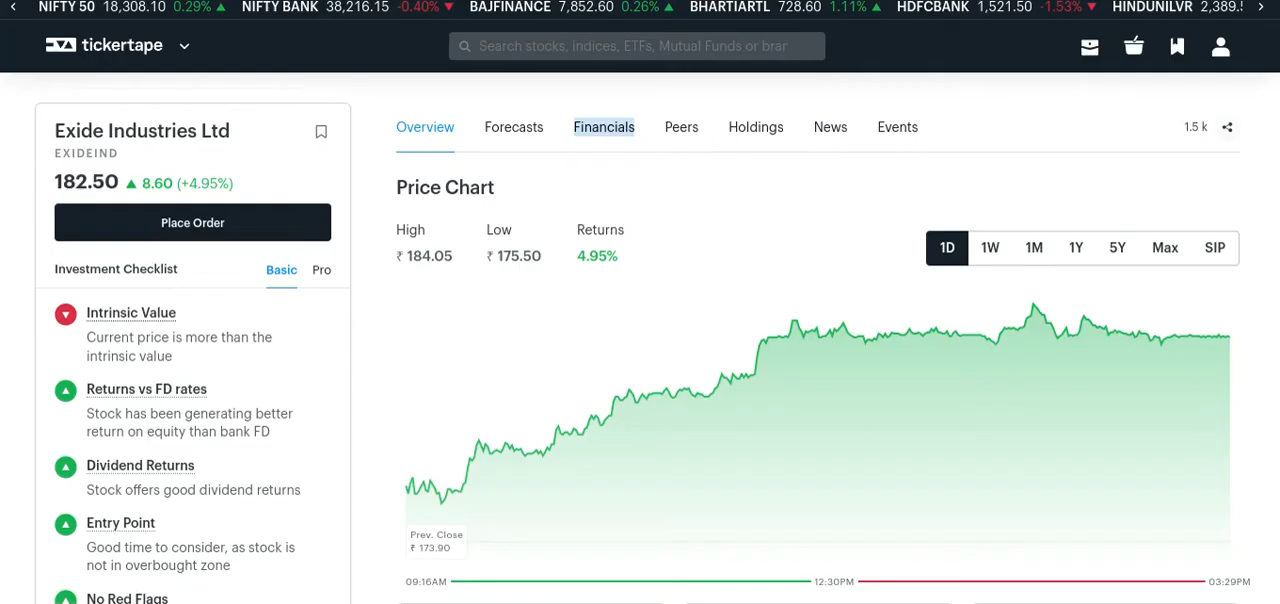 NIFTY 50 18,308.10 0.29% NIFTY BANK 38,216.15 -0.40% BAJFINANCE 7,852.60 0.26% BHARTIARTL 728.60 1.11% HDFCBANK 1,521.50 -1.53% HINDUNILVR 2,389.
tickertape
Search stocks, indices, ETFs, Mutual Funds or bran
Exide Industries Ltd
EXIDEIND
182.50 8.60 (+4.95%)
Place Order
Investment Checklist Basic Pro
Intrinsic Value
Current price is more than the
intrinsic value
Returns vs FD rates
Stock has been generating better
return on equity than bank FD
Dividend Returns
Stock offers good dividend returns
Entry Point
Good time to consider, as stock is
not in overbought zone
No Red Flags
Overview Forecasts Financials Peers Holdings News Events 1.5 k
Price Chart
High Low Returns
₹ 184.05 ₹ 175.50 4.95%
1D 1W 1M 1Y 5Y Max SIP
Prev. Close
₹ 173.90
09:16AM 12:30PM 03:29PM